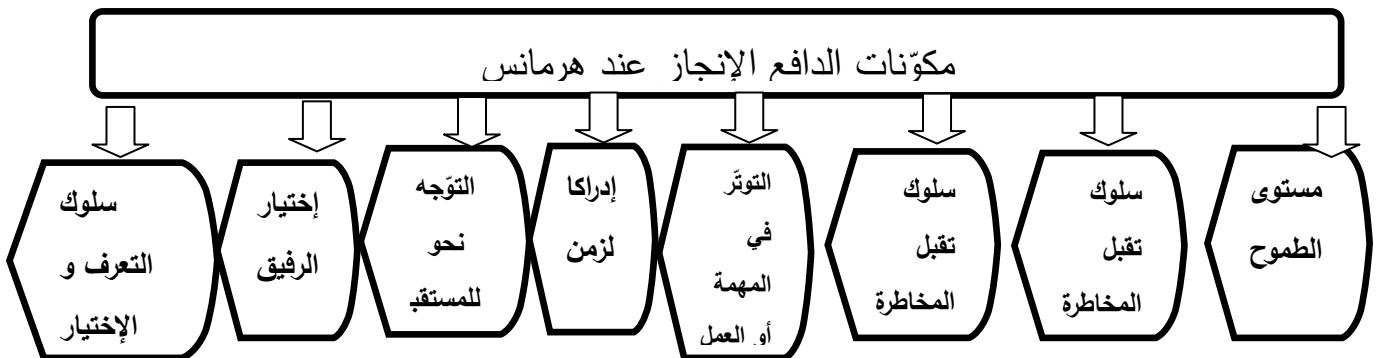 مكوّنات الدافع الإنجاز عند هرمانس
مستوى
الطموح
سلوك
تقبل
المخاطرة
سلوك
تقبل
المخاطرة
التوتّر
في
المهمة
أو العمل
إدراكا
لزمن
التوّجه
نحو
للمستقبـ
إختيار
الرفيق
سلوك
التعرف و
الإختيار